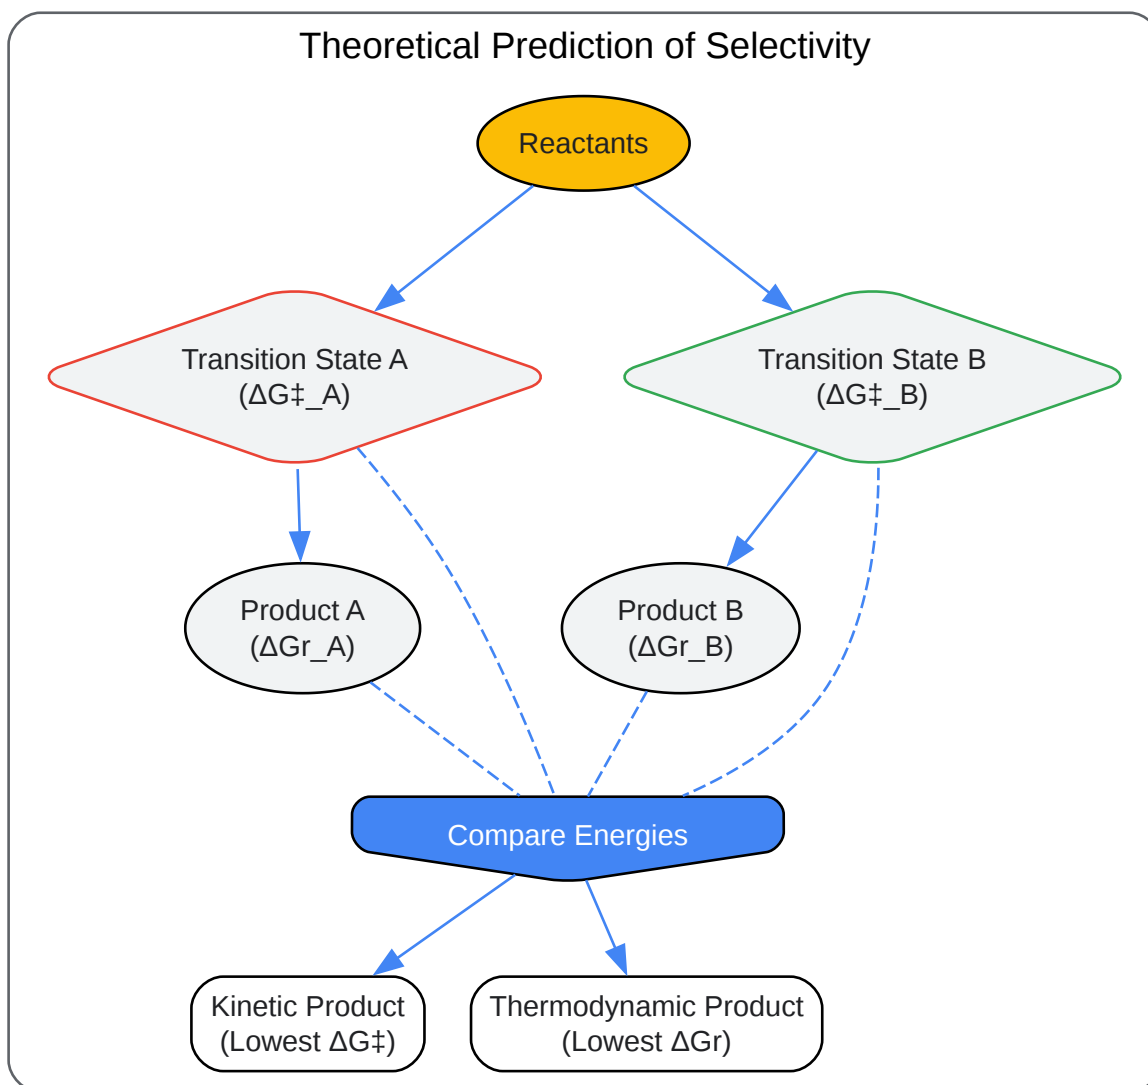 Theoretical Prediction of Selectivity
Reactants
Transition State A
(ΔG‡_A)
Transition State B
(ΔG‡_B)
Product A
(ΔGr_A)
Product B
(ΔGr_B)
Compare Energies
Kinetic Product
(Lowest ΔG‡)
Thermodynamic Product
(Lowest ΔGr)